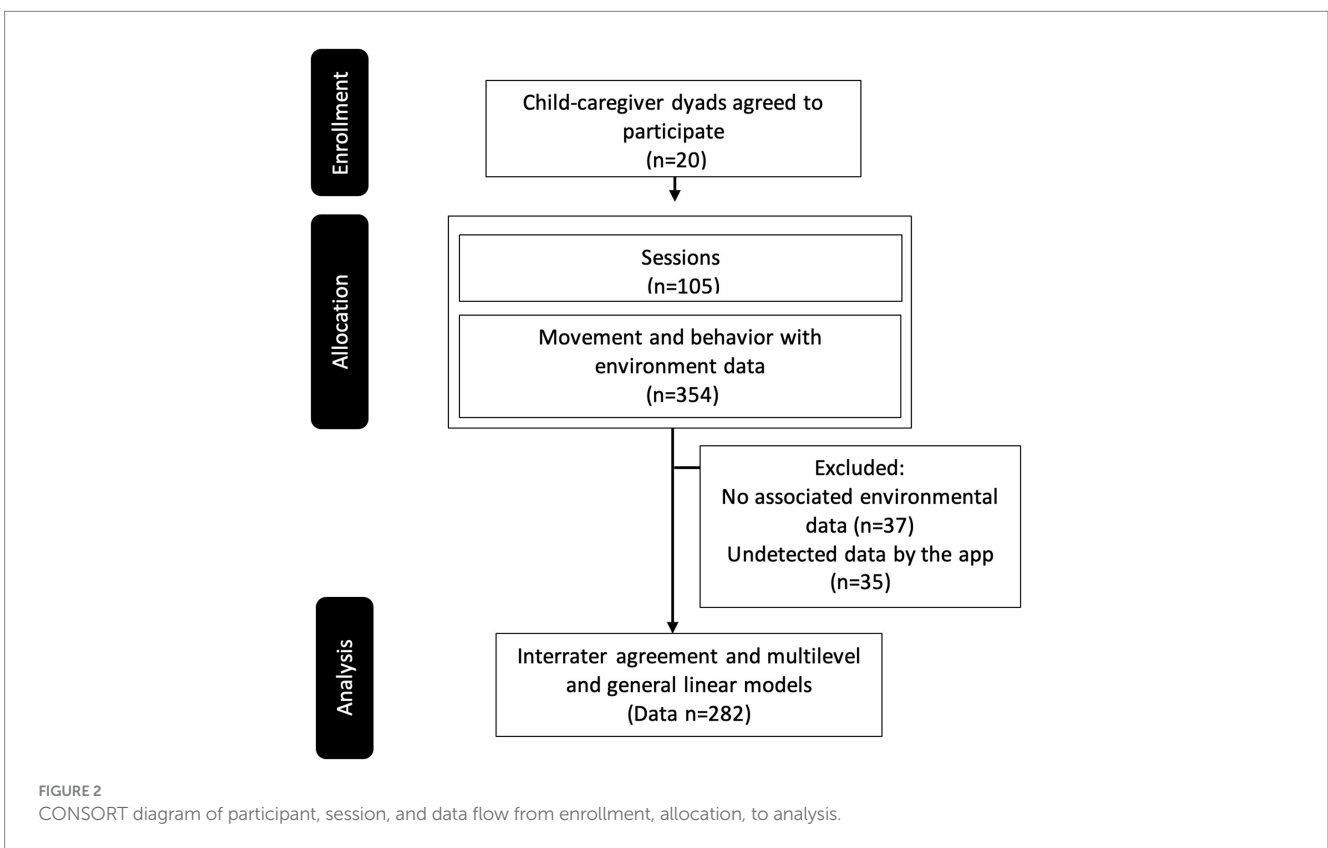 Enrollment
Child-caregiver dyads agreed to
participate
(n=20)
Allocation
Sessions
(n=105)
Movement and behavior with
environment data
(n=354)
Excluded:
No associated environmental
data (n=37)
Undetected data by the app
(n=35)
Analysis
Interrater agreement and multilevel
and general linear models
(Data n=282)
FIGURE 2
CONSORT diagram of participant, session, and data flow from enrollment, allocation, to analysis.